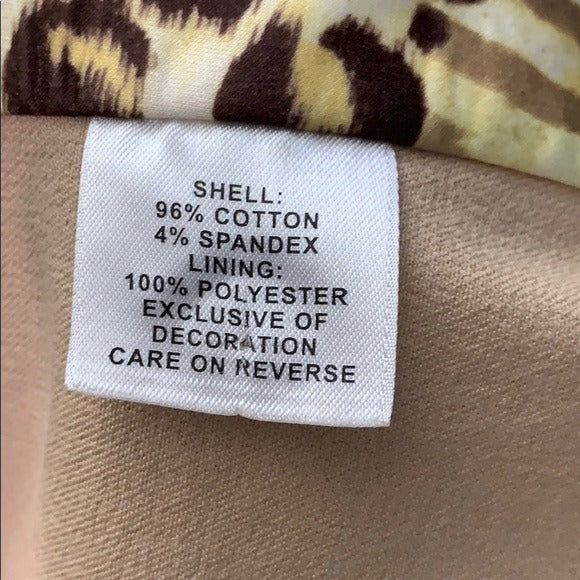 SHELL:
96% COTTON
4% SPANDEX
LINING:
100% POLYESTER
EXCLUSIVE OF
DECORATION
CARE ON REVERSE